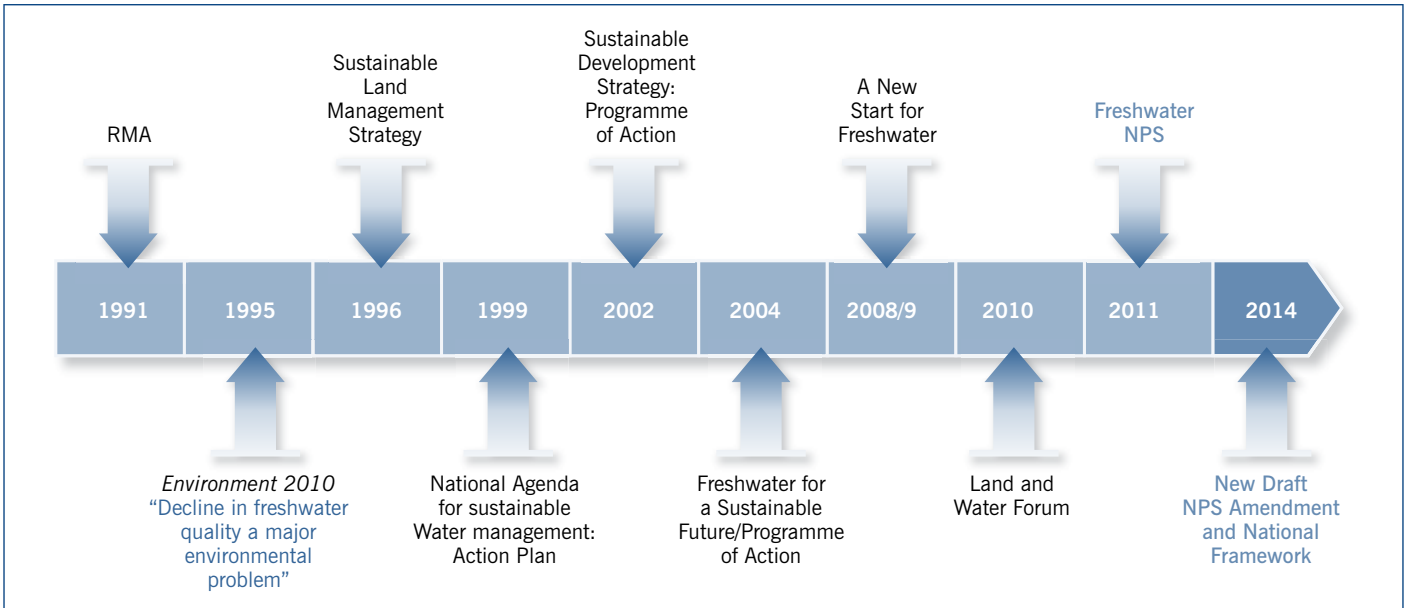 RMA
Sustainable
Land
Management
Strategy
Sustainable
Development
Strategy:
Programme
of Action
A New
Start for
Freshwater
Freshwater
NPS
1991
1995
1996
1999
2002
2004
2008/9
2010
2011
2014
Environment 2010
“Decline in freshwater
quality a major
environmental
problem”
National Agenda
for sustainable
Water management:
Action Plan
Freshwater for
a Sustainable
Future/Programme
of Action
Land and
Water Forum
New Draft
NPS Amendment
and National
Framework